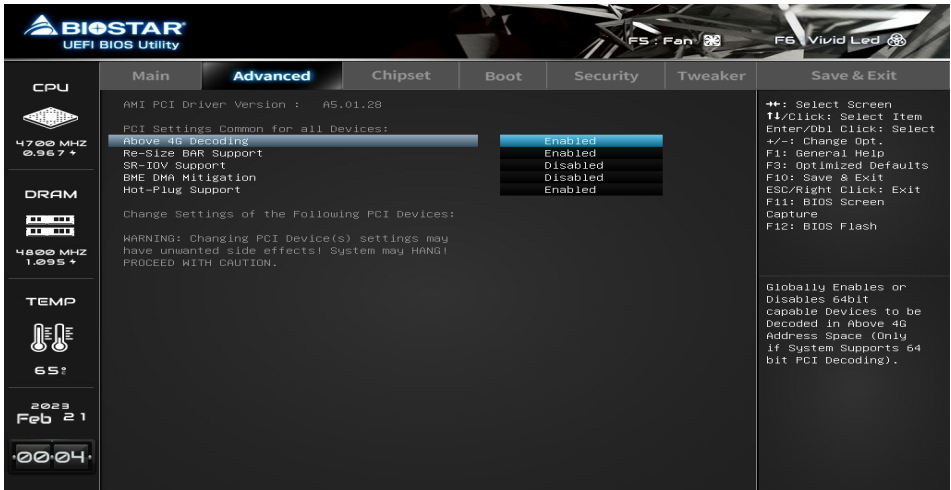 BIOSTAR
UEFI BIOS Utility
F5 : Fan
F6 Vivid Led
Main Advanced Chipset Boot Security Tweaker Save & Exit
CPU
4700 MHZ
0.967
DRAM
4800 MHZ
1.095
TEMP
65
2023
Feb 21
00:04
AMI PCI Driver Version : A5.01.28
PCI Settings Common for all Devices:
Above 4G Decoding Enabled
Re-Size BAR Support Enabled
SR-IOV Support Disabled
BME DMA Mitigation Disabled
Hot-Plug Support Enabled
Change Settings of the Following PCI Devices:
WARNING: Changing PCI Device(s) settings may
have unwanted side effects! System may HANG!
PROCEED WITH CAUTION.
→←: Select Screen
↑↓/Click: Select Item
Enter/Dbl Click: Select
+/-: Change Opt.
F1: General Help
F3: Optimized Defaults
F10: Save & Exit
ESC/Right Click: Exit
F11: BIOS Screen
Capture
F12: BIOS Flash
Globally Enables or
Disables 64bit
capable Devices to be
Decoded in Above 4G
Address Space (Only
if System Supports 64
bit PCI Decoding).